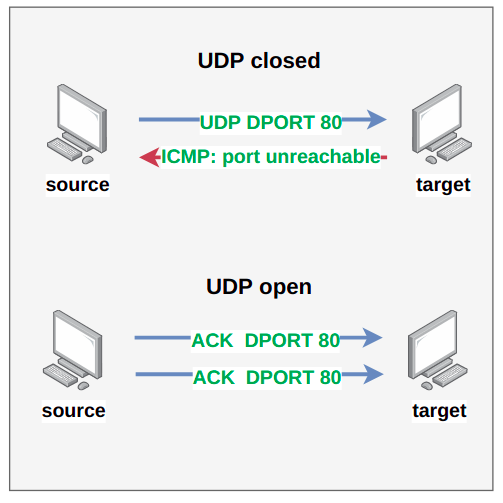 UDP closed
UDP DPORT 80
ICMP: port unreachable
source
target
UDP open
ACK  DPORT 80
ACK  DPORT 80
source
target